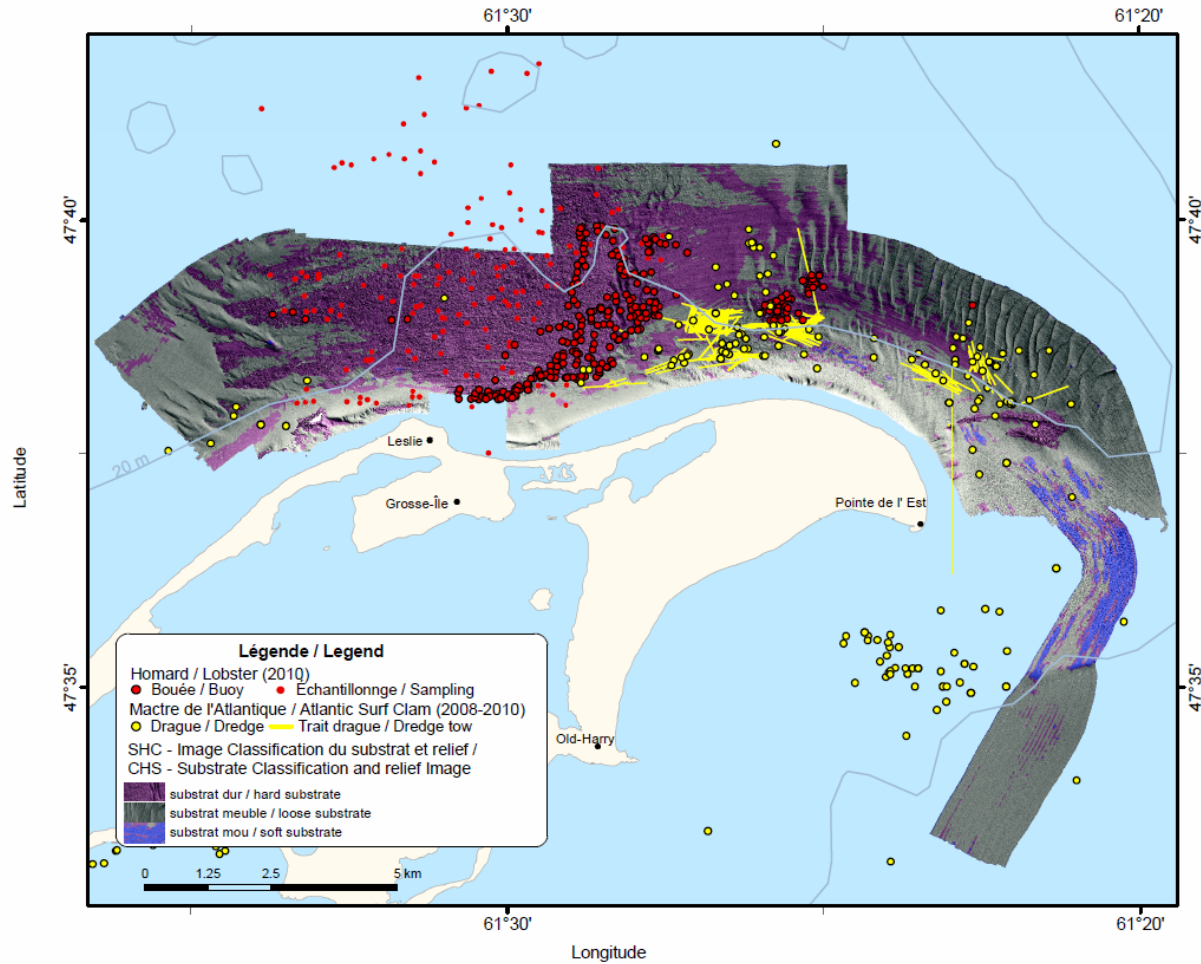 61°30' 61°20'
47°40' 47°40'
Latitude
20 m
Leslie
Grosse-Île
Pointe de l' Est
Old-Harry
Légende / Legend
Homard / Lobster (2010)
Bouée / Buoy Echantillonnge / Sampling
Mactre de l'Atlantique / Atlantic Surf Clam (2008-2010)
Drague / Dredge Trait drague / Dredge tow
SHC - Image Classification du substrat et relief /
CHS - Substrate Classification and relief Image
substrat dur / hard substrate
substrat meuble / loose substrate
substrat mou / soft substrate
47°35' 47°35'
0 1.25 2.5 5 km
61°30' 61°20'
Longitude